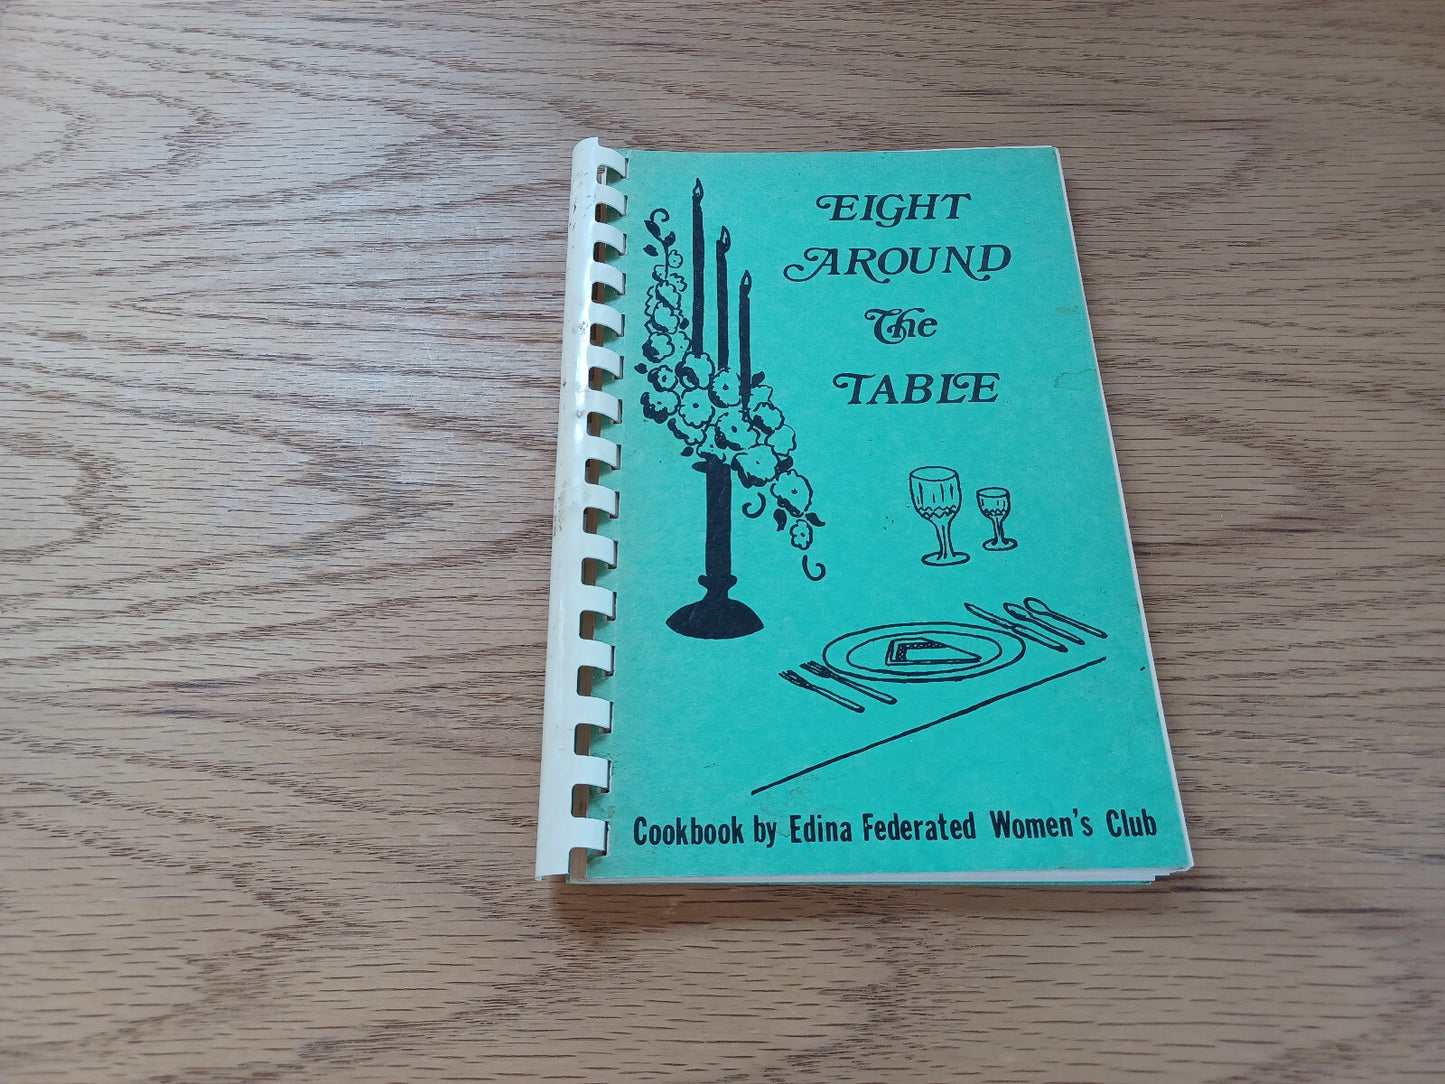 EIGHT
AROUND
The
TABLE
Cookbook by Edina Federated Women's Club